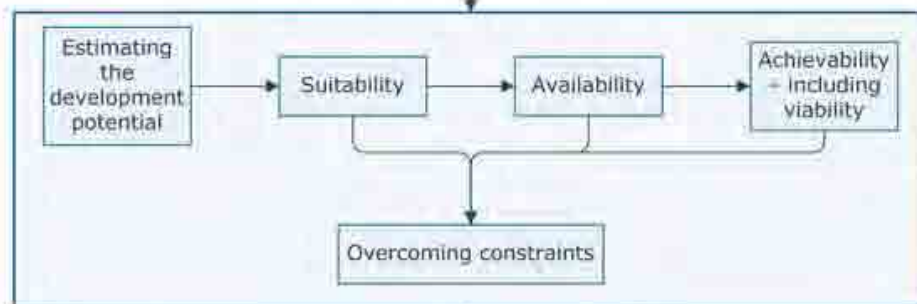 Estimating
the
development
potential
Suitability
Availability
Achievability
– including
viability
Overcoming constraints